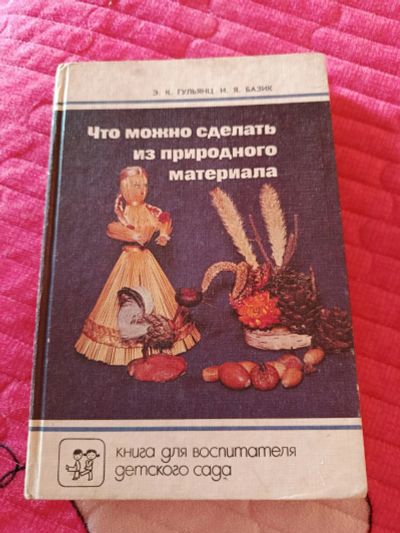 Э. К. ГУЛЬЯНЦ И. Я. БАЗИК
Что можно сделать
из природного
материала
книга для воспитателя
детского сада